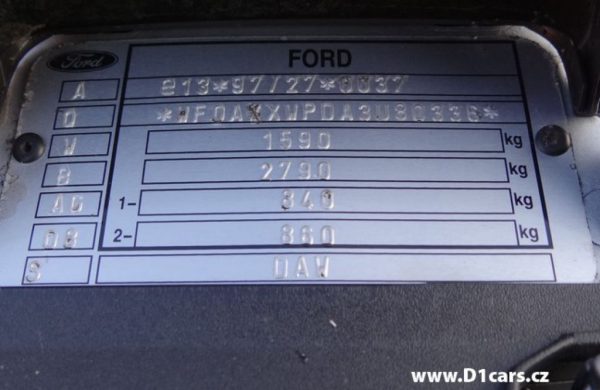 Ford FORD
A e13*97/27*0037
D *WF0AXXWPDA3U80336*
W 1590 kg
B 2790 kg
AG 1- 840 kg
DB 2- 860 kg
S DAW
www.D1cars.cz